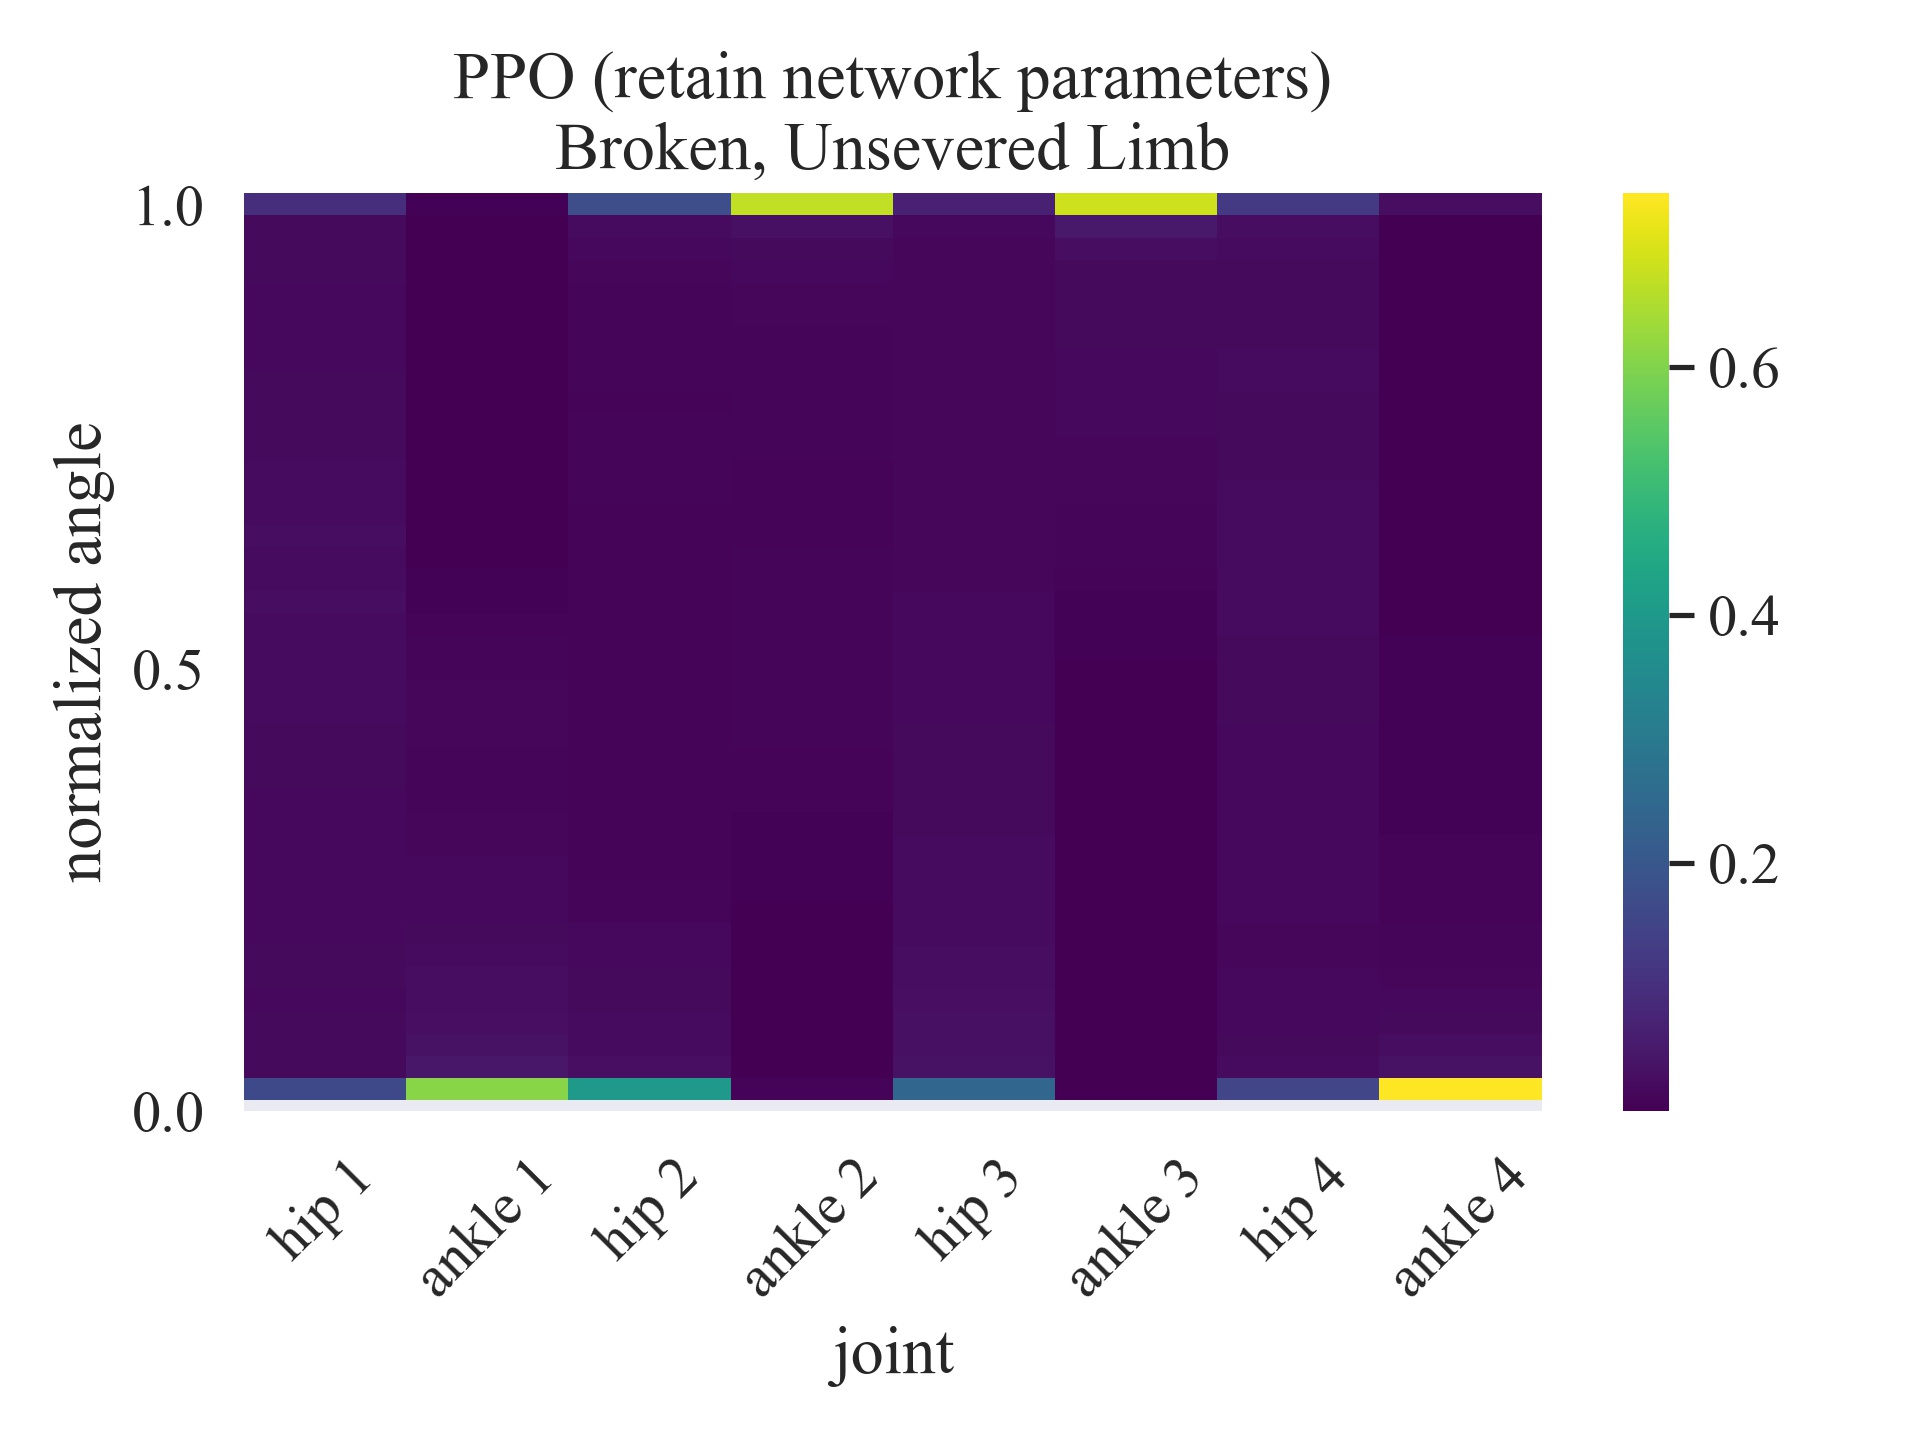 PPO (retain network parameters)
Broken, Unsevered Limb
1.0
0.5
0.0
normalized angle
hip 1
ankle 1
hip 2
ankle 2
hip 3
ankle 3
hip 4
ankle 4
joint
0.6
0.4
0.2